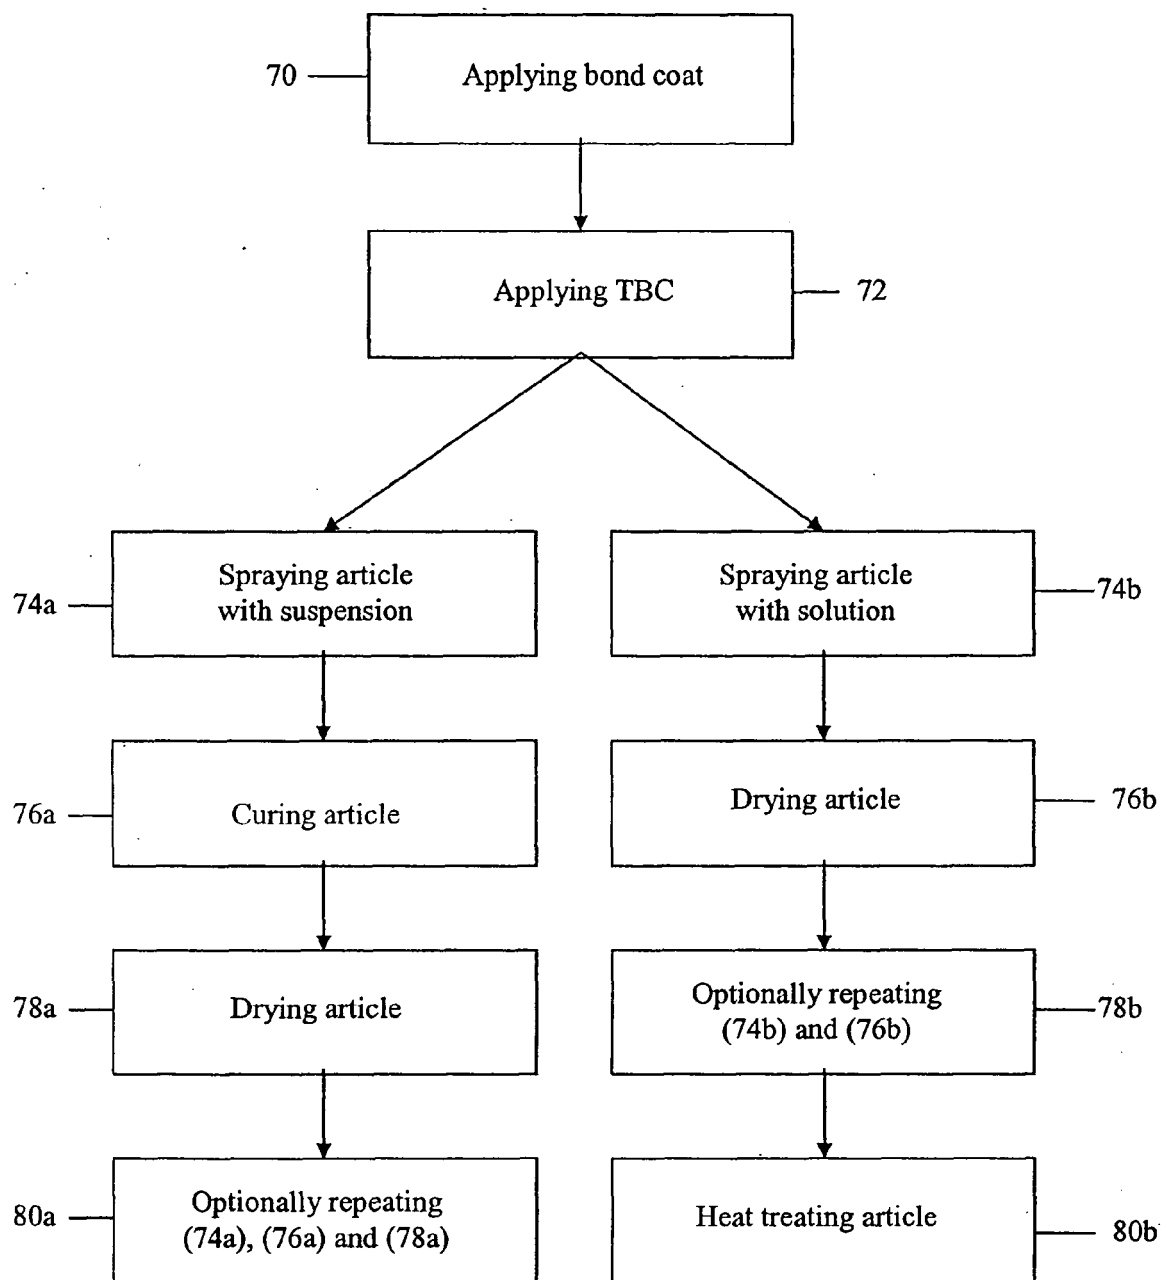 70
Applying bond coat
Applying TBC
72
74a
Spraying article
with suspension
Spraying article
with solution
74b
76a
Curing article
Drying article
76b
78a
Drying article
Optionally repeating
(74b) and (76b)
78b
80a
Optionally repeating
(74a), (76a) and (78a)
Heat treating article
80b